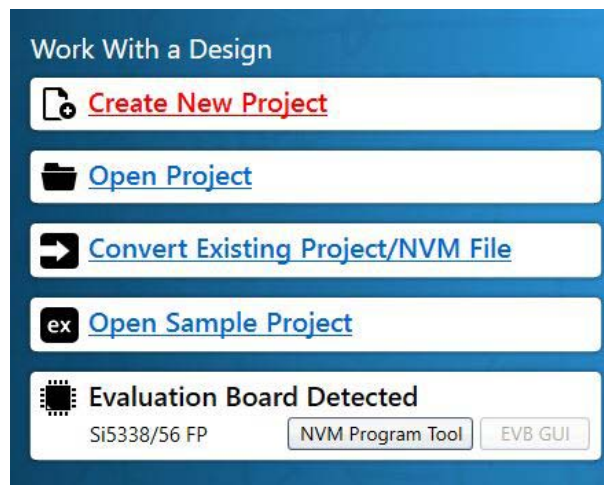 Work With a Design
Create New Project
Open Project
Convert Existing Project/NVM File
ex Open Sample Project
Evaluation Board Detected
Si5338/56 FP NVM Program Tool EVB GUI